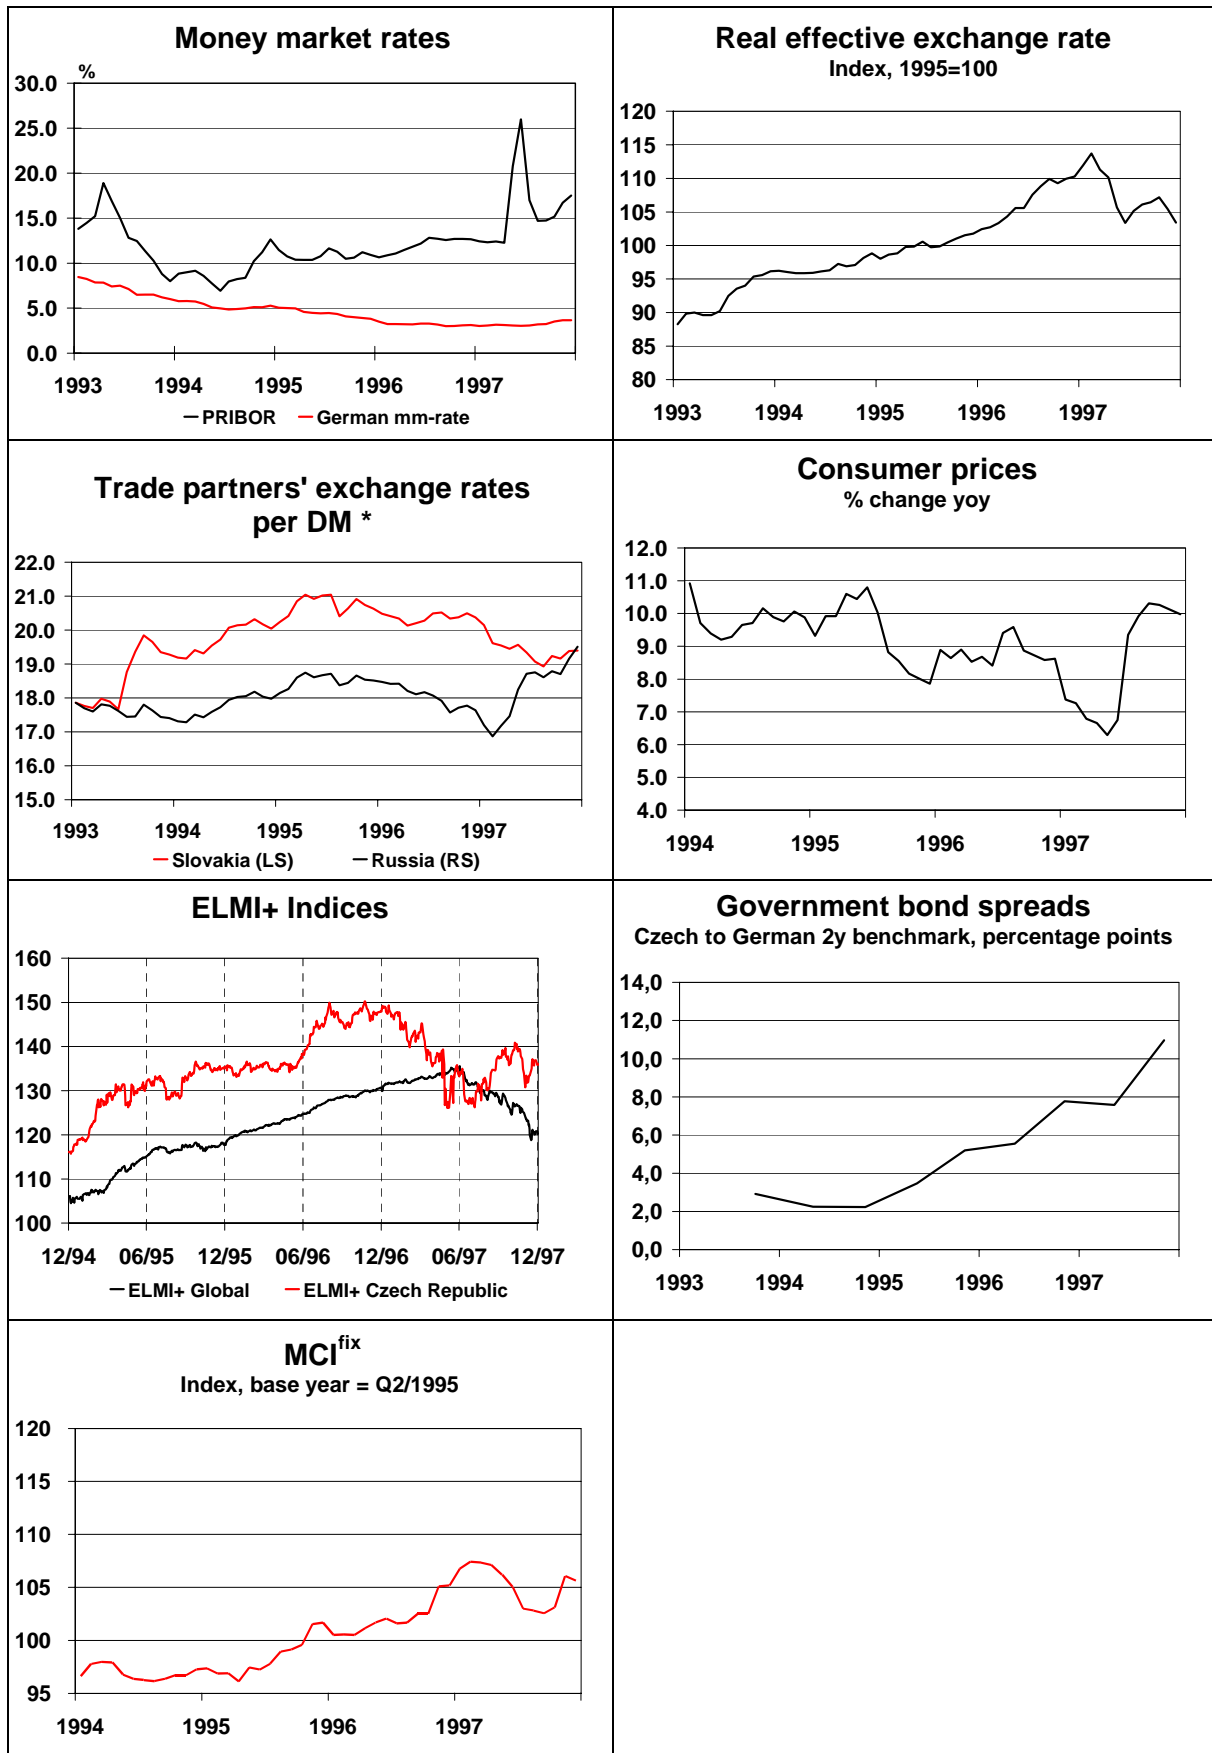 Money market rates
%
30.0
25.0
20.0
15.0
10.0
5.0
0.0
1993 1994 1995 1996 1997
PRIBOR German mm-rate
Real effective exchange rate
Index, 1995=100
120
115
110
105
100
95
90
85
80
1993 1994 1995 1996 1997
Trade partners' exchange rates
per DM *
22.0
21.0
20.0
19.0
18.0
17.0
16.0
15.0
1993 1994 1995 1996 1997
Slovakia (LS) Russia (RS)
Consumer prices
% change yoy
12.0
11.0
10.0
9.0
8.0
7.0
6.0
5.0
4.0
1994 1995 1996 1997
ELMI+ Indices
160
150
140
130
120
110
100
12/94 06/95 12/95 06/96 12/96 06/97 12/97
ELMI+ Global ELMI+ Czech Republic
Government bond spreads
Czech to German 2y benchmark, percentage points
14,0
12,0
10,0
8,0
6,0
4,0
2,0
0,0
1993 1994 1995 1996 1997
MCI^fix
Index, base year = Q2/1995
120
115
110
105
100
95
1994 1995 1996 1997